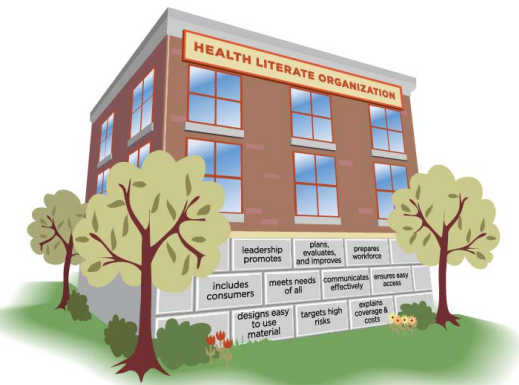 HEALTH LITERATE ORGANIZATION
leadership
promotes
plans,
evaluates,
and improves
prepares
workforce
includes
consumers
meets needs
of all
communicates
effectively
ensures easy
access
designs easy
to use
material
targets high
risks
explains
coverage &
costs